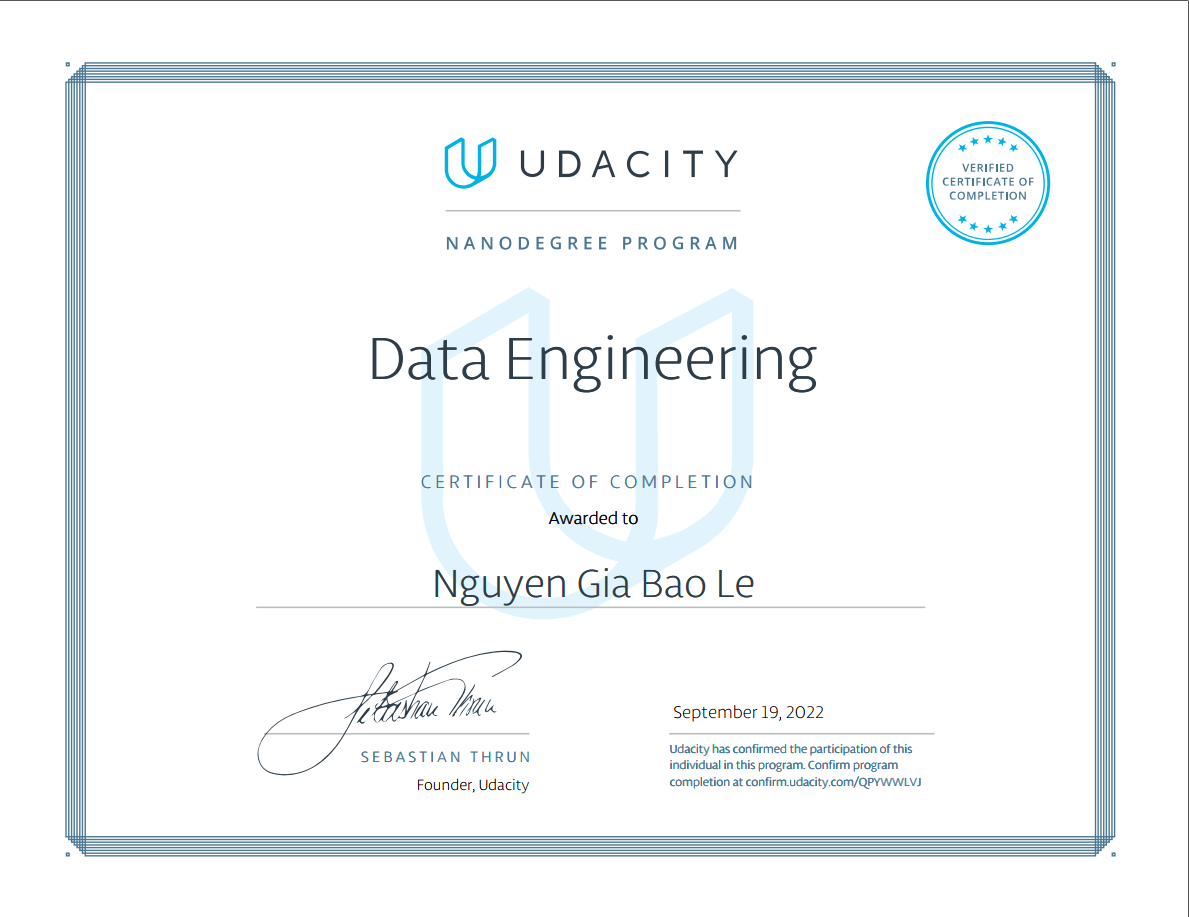 UDACITY
VERIFIED
CERTIFICATE OF
COMPLETION
NANODEGREE PROGRAM
Data Engineering
CERTIFICATE OF COMPLETION
Awarded to
Nguyen Gia Bao Le
Sebastian Thrun
SEBASTIAN THRUN
Founder, Udacity
September 19, 2022
Udacity has confirmed the participation of this
individual in this program. Confirm program
completion at confirm.udacity.com/QPYWWLVJ